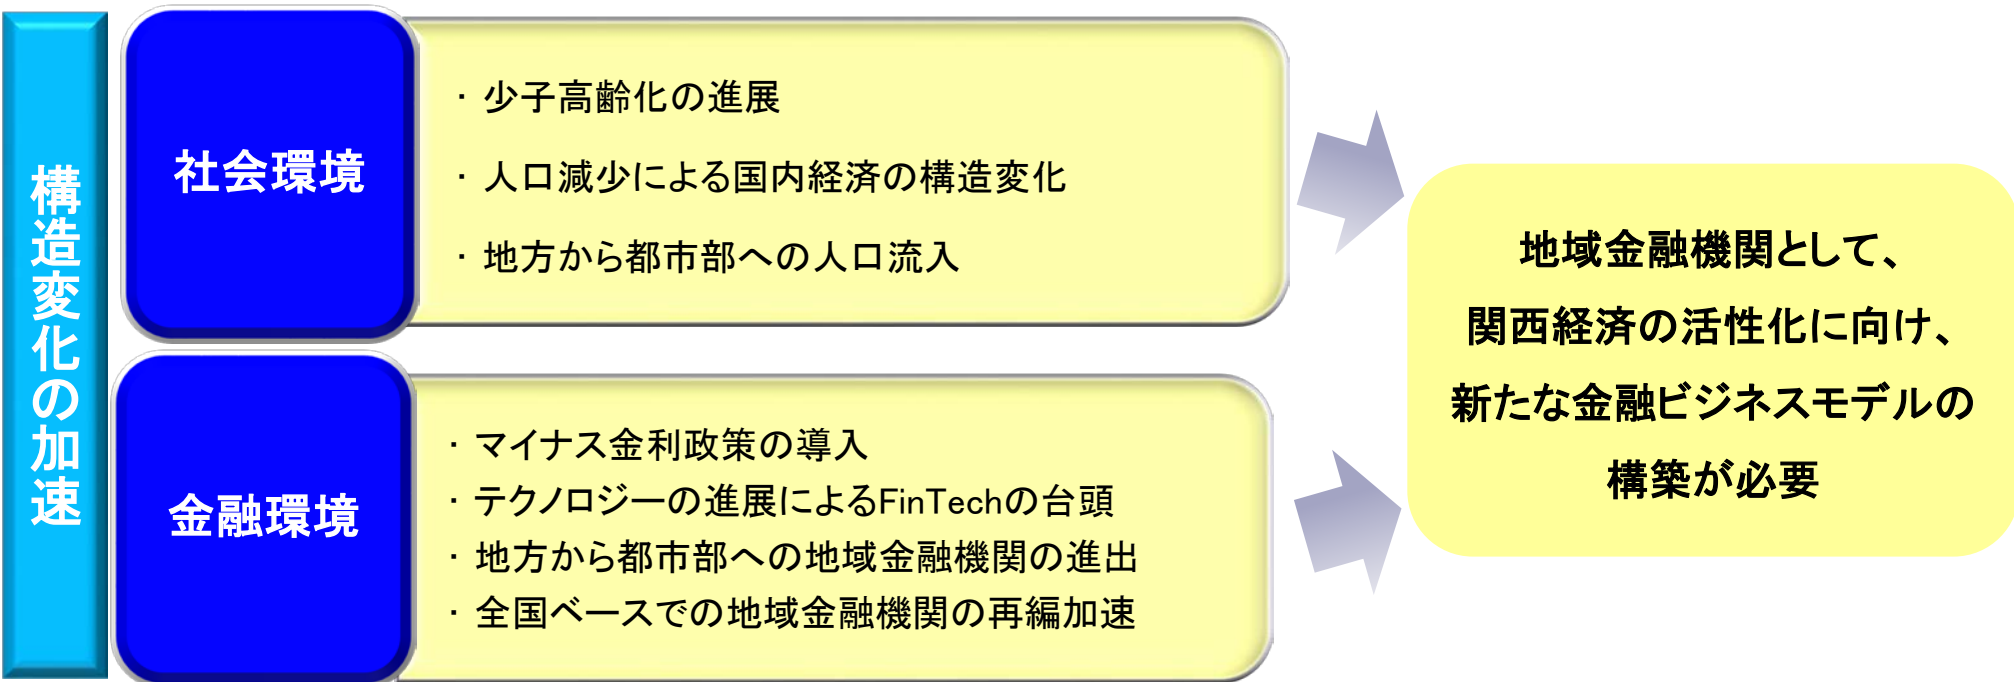 構造変化の加速
社会環境
・少子高齢化の進展
・人口減少による国内経済の構造変化
・地方から都市部への人口流入
金融環境
・マイナス金利政策の導入
・テクノロジーの進展によるFinTechの台頭
・地方から都市部への地域金融機関の進出
・全国ベースでの地域金融機関の再編加速
地域金融機関として、
関西経済の活性化に向け、
新たな金融ビジネスモデルの
構築が必要